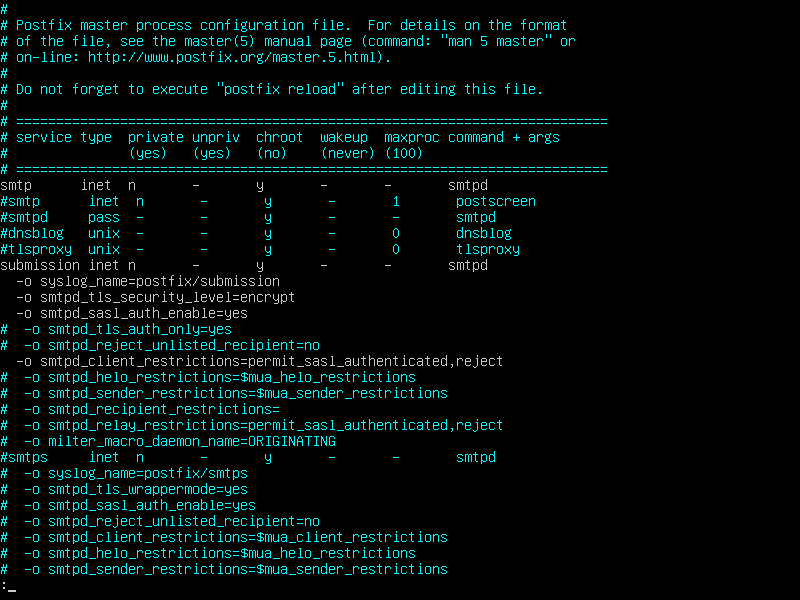 #
# Postfix master process configuration file.  For details on the format
# of the file, see the master(5) manual page (command: "man 5 master" or
# on-line: http://www.postfix.org/master.5.html).
#
# Do not forget to execute "postfix reload" after editing this file.
#
# ==========================================================================
# service type  private unpriv  chroot  wakeup  maxproc command + args
#               (yes)   (yes)   (no)    (never) (100)
# ==========================================================================
smtp      inet  n       -       y       -       -       smtpd
#smtp      inet  n       -       y       -       1       postscreen
#smtpd     pass  -       -       y       -       -       smtpd
#dnsblog   unix  -       -       y       -       0       dnsblog
#tlsproxy  unix  -       -       y       -       0       tlsproxy
submission inet n       -       y       -       -       smtpd
  -o syslog_name=postfix/submission
  -o smtpd_tls_security_level=encrypt
  -o smtpd_sasl_auth_enable=yes
#  -o smtpd_tls_auth_only=yes
#  -o smtpd_reject_unlisted_recipient=no
  -o smtpd_client_restrictions=permit_sasl_authenticated,reject
#  -o smtpd_helo_restrictions=$mua_helo_restrictions
#  -o smtpd_sender_restrictions=$mua_sender_restrictions
#  -o smtpd_recipient_restrictions=
#  -o smtpd_relay_restrictions=permit_sasl_authenticated,reject
#  -o milter_macro_daemon_name=ORIGINATING
#smtps     inet  n       -       y       -       -       smtpd
#  -o syslog_name=postfix/smtps
#  -o smtpd_tls_wrappermode=yes
#  -o smtpd_sasl_auth_enable=yes
#  -o smtpd_reject_unlisted_recipient=no
#  -o smtpd_client_restrictions=$mua_client_restrictions
#  -o smtpd_helo_restrictions=$mua_helo_restrictions
#  -o smtpd_sender_restrictions=$mua_sender_restrictions
:_